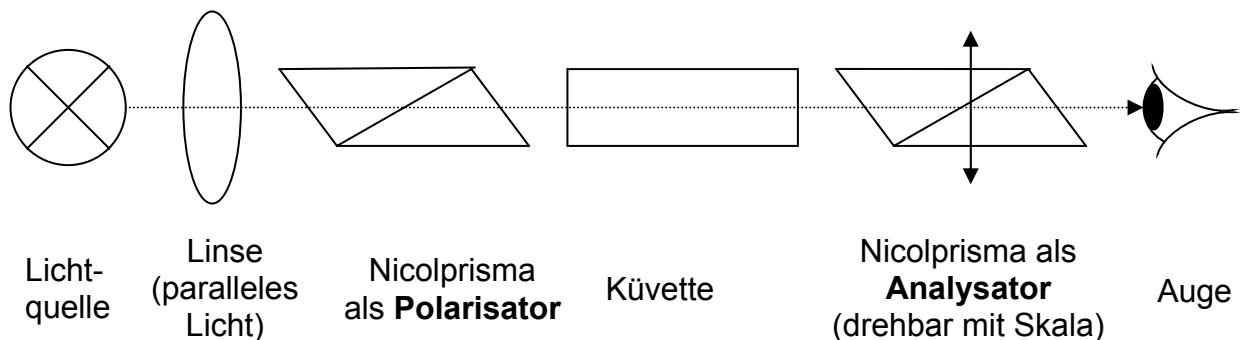 Licht-
quelle
Linse
(paralleles
Licht)
Nicolprisma
als Polarisator
Küvette
Nicolprisma als
Analysator
(drehbar mit Skala)
Auge